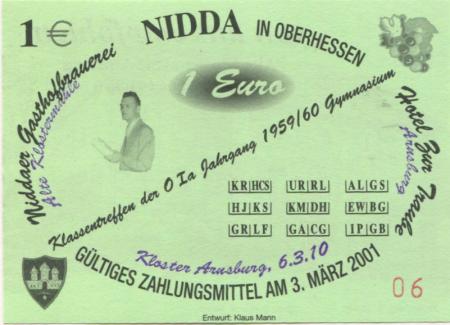 1 €
NIDDA IN OBERHESSEN
1 Euro
Niddaer Gasthofbrauerei
Alte Klostermäute
Klassentreffen der O Ia Jahrgang 1959/60 Gymnasium
Hotel Zur Traube
Arnsburg
KR|HCS UR|RL AL|GS
HJ|KS KM|DH EW|BG
GR|LF GA|CG IP|GB
Kloster Arnsburg, 6.3.10
GÜLTIGES ZAHLUNGSMITTEL AM 3. MÄRZ 2001
06
Entwurf: Klaus Mann